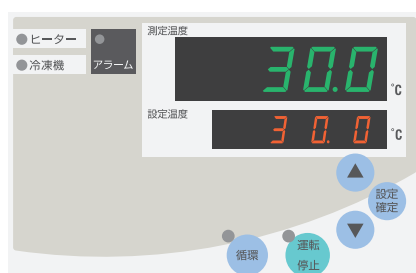 ヒーター
冷凍機
アラーム
測定温度
30.0 °C
設定温度
30.0 °C
設定
確定
循環
運転
停止